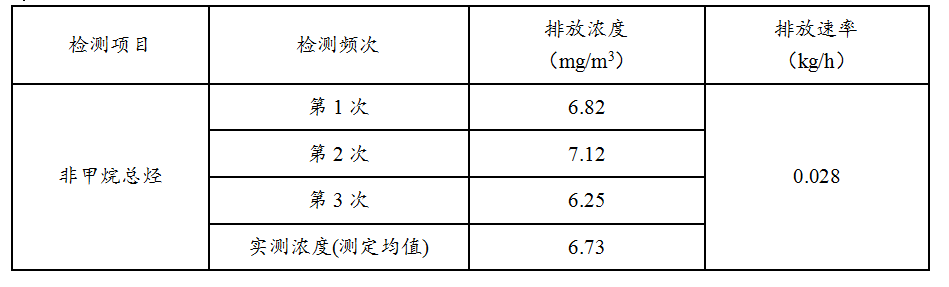 检测项目
检测频次
排放浓度
（mg/m³）
排放速率
（kg/h）
非甲烷总烃
第 1 次
6.82
0.028
第 2 次
7.12
第 3 次
6.25
实测浓度(测定均值)
6.73